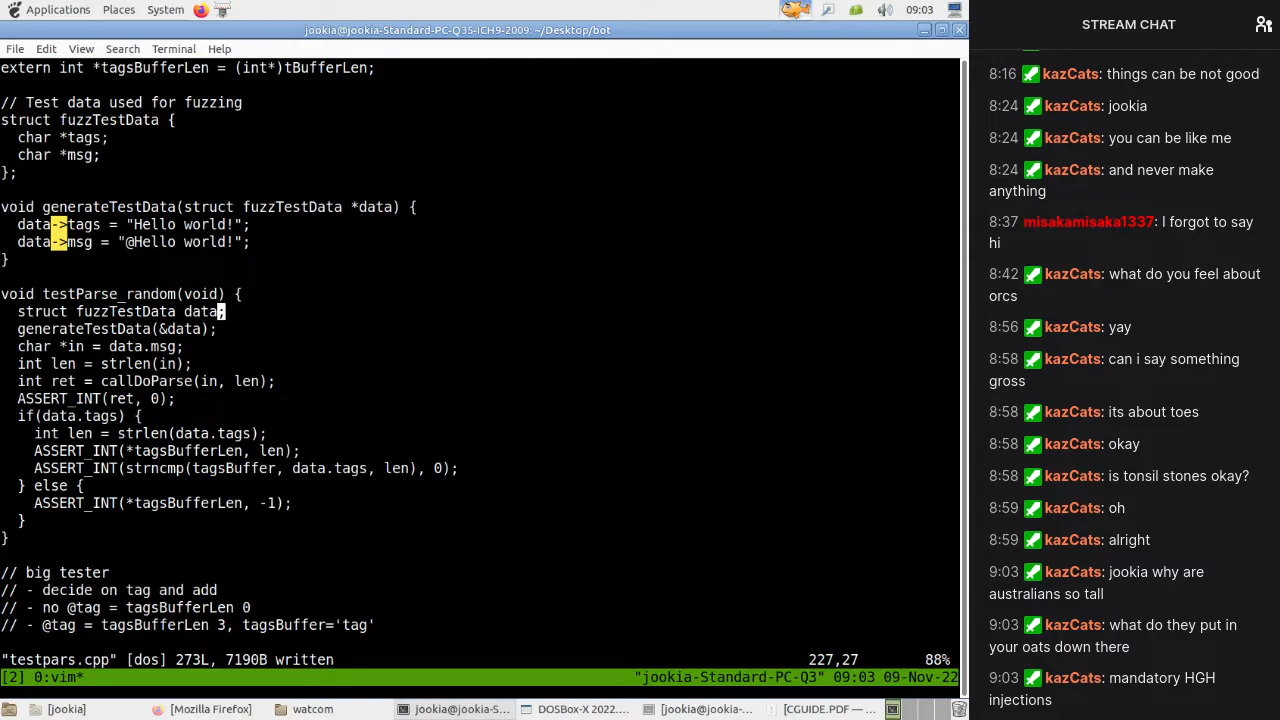 Applications Places System 09:03
jookia@jookia-Standard-PC-Q35-ICH9-2009: ~/Desktop/bot
File Edit View Search Terminal Help
extern int *tagsBufferLen = (int*)tBufferLen;
// Test data used for fuzzing
struct fuzzTestData {
char *tags;
char *msg;
};
void generateTestData(struct fuzzTestData *data) {
data->tags = "Hello world!";
data->msg = "@Hello world!";
}
void testParse_random(void) {
struct fuzzTestData data;
generateTestData(&data);
char *in = data.msg;
int len = strlen(in);
int ret = callDoParse(in, len);
ASSERT_INT(ret, 0);
if(data.tags) {
int len = strlen(data.tags);
ASSERT_INT(*tagsBufferLen, len);
ASSERT_INT(strncmp(tagsBuffer, data.tags, len), 0);
} else {
ASSERT_INT(*tagsBufferLen, -1);
}
}
// big tester
// - decide on tag and add
// - no @tag = tagsBufferLen 0
// - @tag = tagsBufferLen 3, tagsBuffer='tag'
"testpars.cpp" [dos] 273L, 7190B written 227,27 88%
[2] 0:vim* "jookia-Standard-PC-Q3" 09:03 09-Nov-22
[jookia] [Mozilla Firefox] watcom jookia@jookia-S... DOSBox-X 2022.... [jookia@jookia-... [CGUIDE.PDF — ...
STREAM CHAT
8:16 kazCats: things can be not good
8:24 kazCats: jookia
8:24 kazCats: you can be like me
8:24 kazCats: and never make
anything
8:37 misakamisaka1337: I forgot to say
hi
8:42 kazCats: what do you feel about
orcs
8:56 kazCats: yay
8:58 kazCats: can i say something
gross
8:58 kazCats: its about toes
8:58 kazCats: okay
8:58 kazCats: is tonsil stones okay?
8:59 kazCats: oh
8:59 kazCats: alright
9:03 kazCats: jookia why are
australians so tall
9:03 kazCats: what do they put in
your oats down there
9:03 kazCats: mandatory HGH
injections